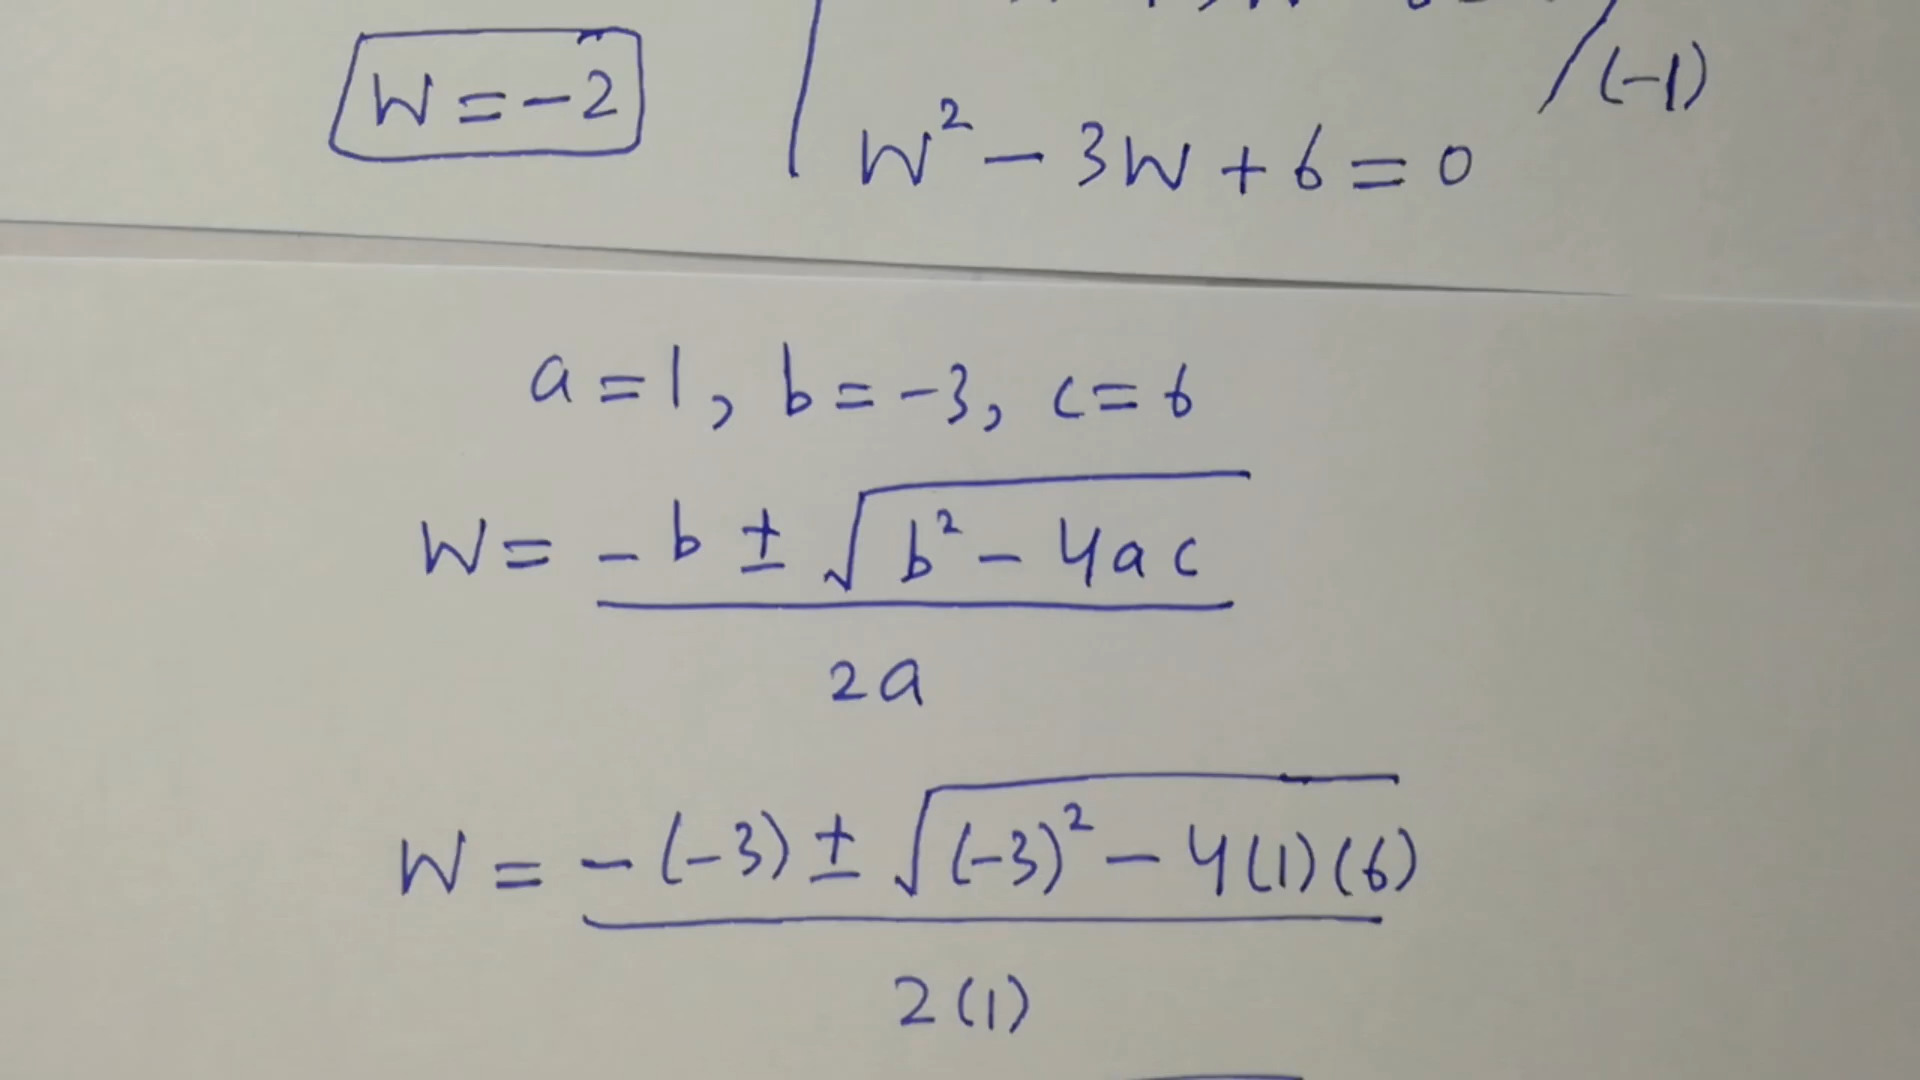 W = -2
/(-1)
W² - 3W + 6 = 0
a = 1, b = -3, c = 6
W = (-b ± √(b² - 4ac)) / 2a
W = (-(-3) ± √((-3)² - 4(1)(6))) / 2(1)